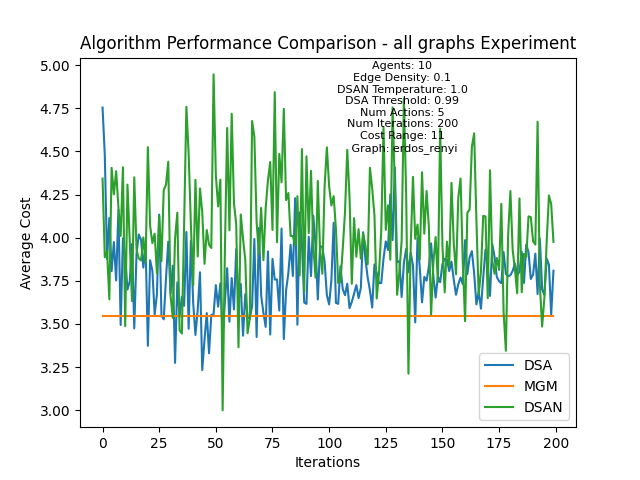 Algorithm Performance Comparison - all graphs Experiment
Agents: 10
Edge Density: 0.1
DSAN Temperature: 1.0
DSA Threshold: 0.99
Num Actions: 5
Num Iterations: 200
Cost Range: 11
Graph: erdos_renyi
Average Cost
5.00
4.75
4.50
4.25
4.00
3.75
3.50
3.25
3.00
DSA
MGM
DSAN
0
25
50
75
100
125
150
175
200
Iterations